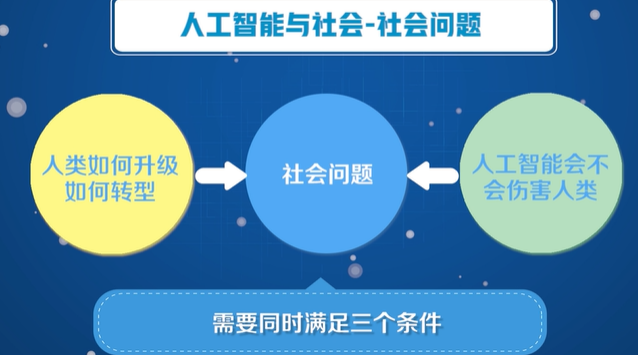 人工智能与社会-社会问题
人类如何升级
如何转型
社会问题
人工智能会不
会伤害人类
需要同时满足三个条件